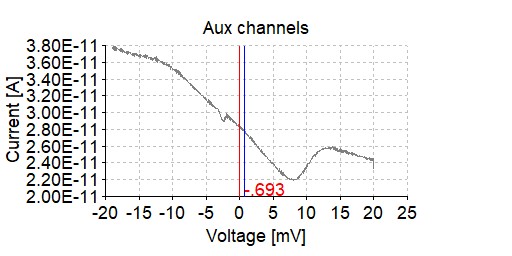 Aux channels
3.80E-11
3.60E-11
3.40E-11
3.20E-11
3.00E-11
2.80E-11
2.60E-11
2.40E-11
2.20E-11
2.00E-11
Current [A]
-.693
-20 -15 -10 -5 0 5 10 15 20 25
Voltage [mV]